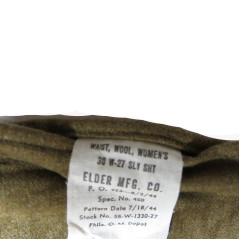 WAIST, WOOL, WOMEN'S
30 W-27 SLY SHT
ELDER MFG. CO.
P. O.
Spec. No.
Pattern Date 7/18/44
Stock No. 55-W-1330-27
Phila. Q. M. Depot